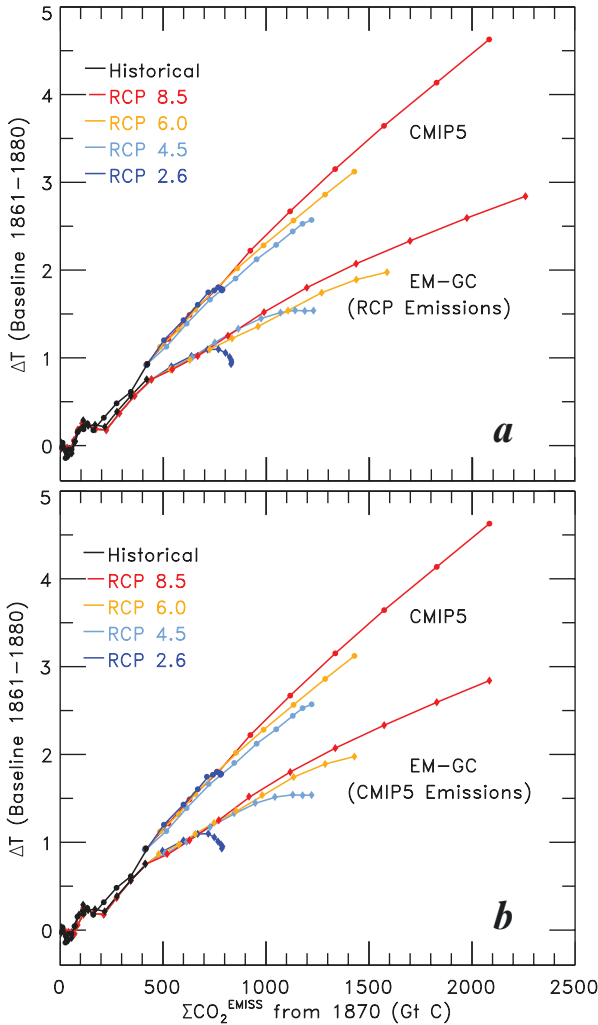 5
4
3
2
1
0
ΔT (Baseline 1861–1880)
Historical
RCP 8.5
RCP 6.0
RCP 4.5
RCP 2.6
CMIP5
EM–GC
(RCP Emissions)
a
5
4
3
2
1
0
ΔT (Baseline 1861–1880)
Historical
RCP 8.5
RCP 6.0
RCP 4.5
RCP 2.6
CMIP5
EM–GC
(CMIP5 Emissions)
b
0 500 1000 1500 2000 2500
ΣCO₂ᴱᴹᴵˢˢ from 1870 (Gt C)